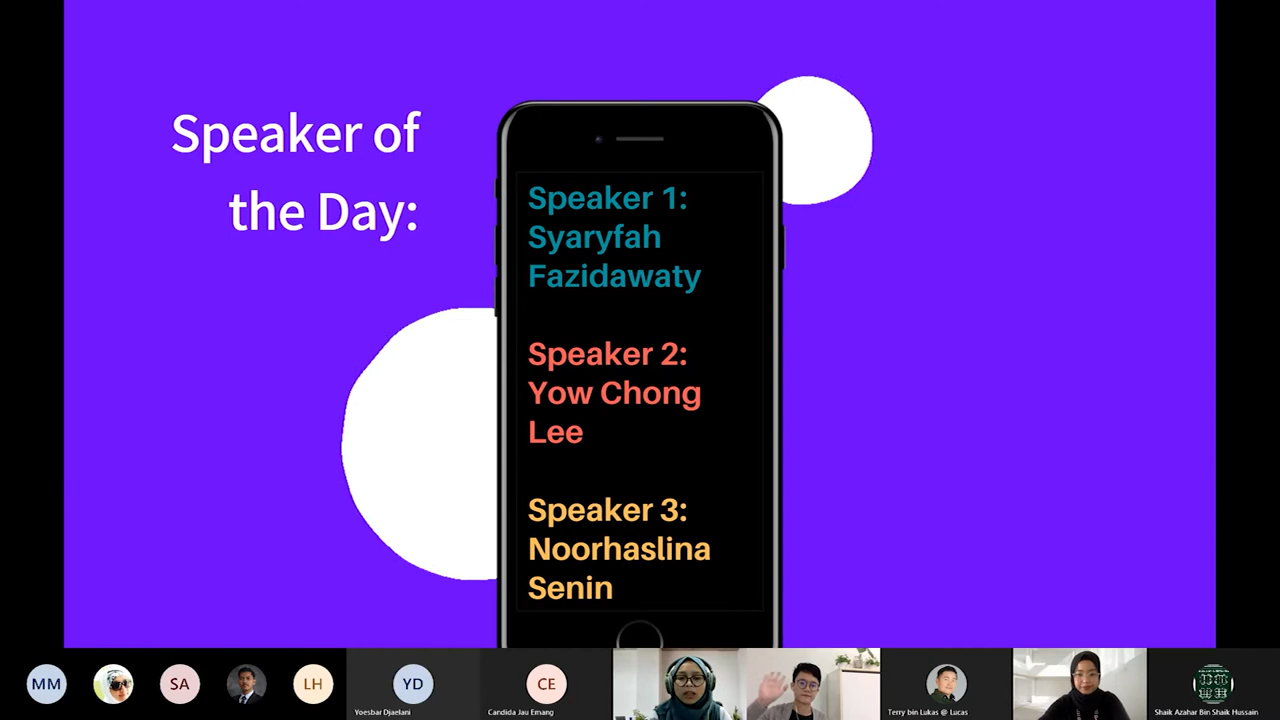 Speaker of
the Day:
Speaker 1:
Syaryfah
Fazidawaty
Speaker 2:
Yow Chong
Lee
Speaker 3:
Noorhaslina
Senin
MM
SA
LH
YD
Yoesbar Djaelani
CE
Candida Jau Emang
Terry bin Lukas @ Lucas
Shaik Azahar Bin Shaik Hussain